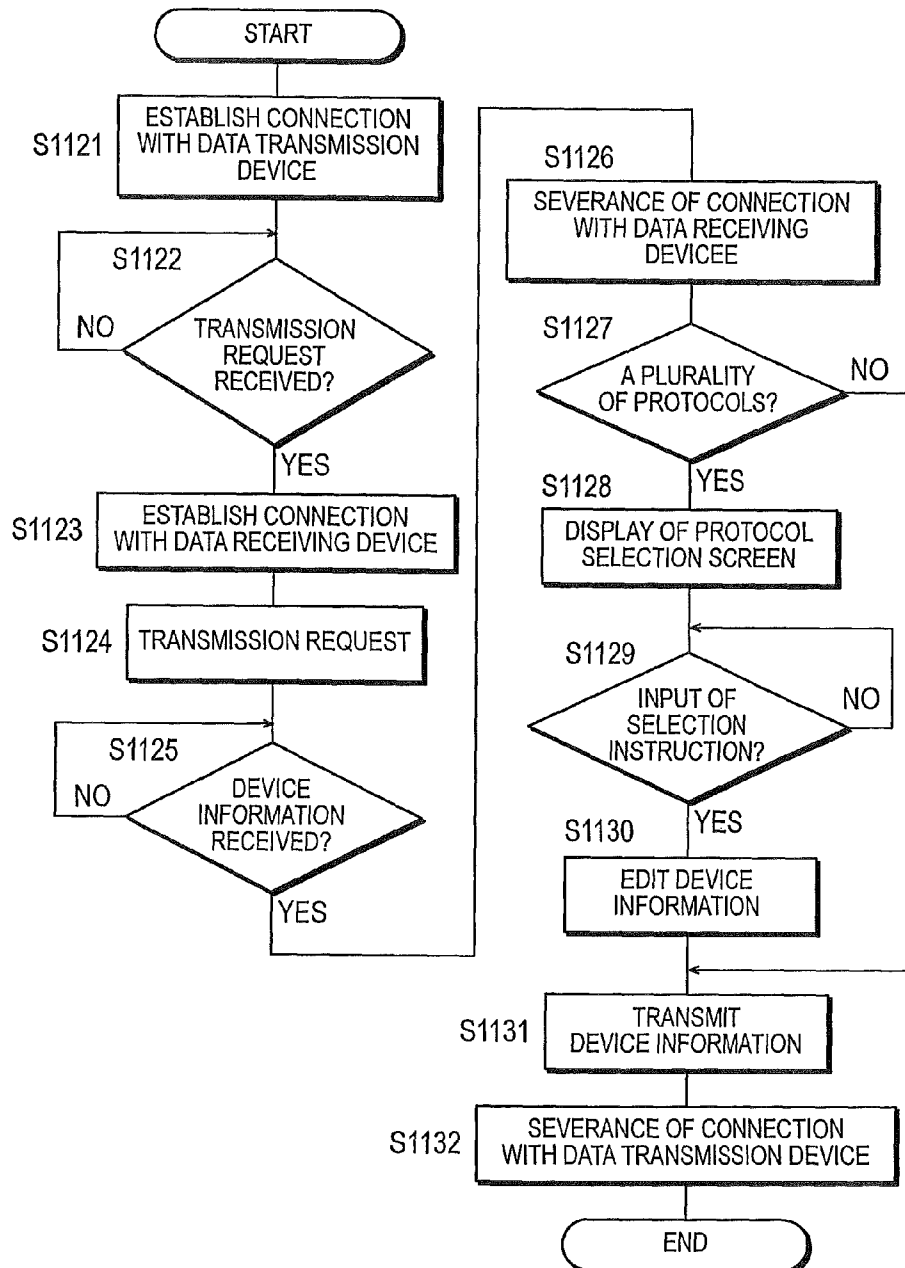 START
S1121
ESTABLISH CONNECTION
WITH DATA TRANSMISSION
DEVICE
S1122
NO
TRANSMISSION
REQUEST
RECEIVED?
YES
S1123
ESTABLISH CONNECTION
WITH DATA RECEIVING DEVICE
S1124
TRANSMISSION REQUEST
S1125
NO
DEVICE
INFORMATION
RECEIVED?
YES
S1126
SEVERANCE OF CONNECTION
WITH DATA RECEIVING
DEVICEE
S1127
A PLURALITY
OF PROTOCOLS?
NO
YES
S1128
DISPLAY OF PROTOCOL
SELECTION SCREEN
S1129
INPUT OF
SELECTION
INSTRUCTION?
NO
YES
S1130
EDIT DEVICE
INFORMATION
S1131
TRANSMIT
DEVICE INFORMATION
S1132
SEVERANCE OF CONNECTION
WITH DATA TRANSMISSION DEVICE
END